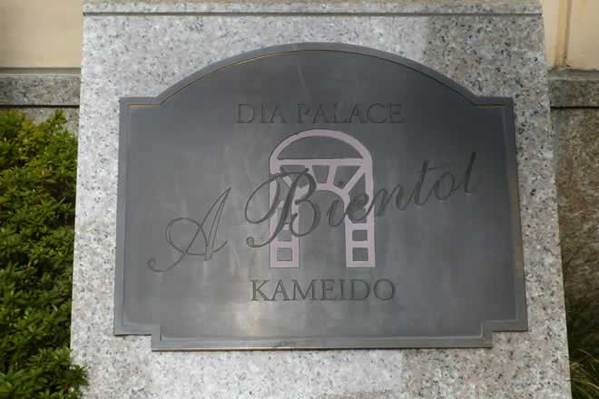 DIA PALACE
A Bientol
KAMEIDO